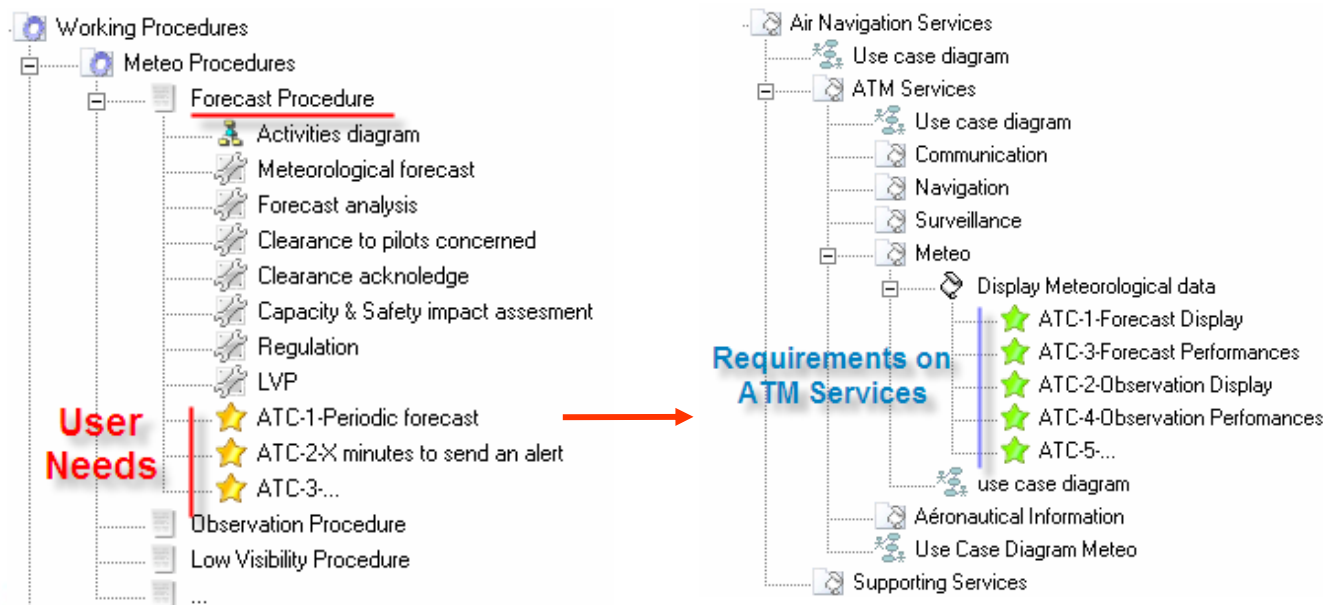 Working Procedures
Meteo Procedures
Forecast Procedure
Activities diagram
Meteorological forecast
Forecast analysis
Clearance to pilots concerned
Clearance acknoledge
Capacity & Safety impact assesment
Regulation
LVP
User
Needs
ATC-1-Periodic forecast
ATC-2-X minutes to send an alert
ATC-3-...
Observation Procedure
Low Visibility Procedure
...
Air Navigation Services
Use case diagram
ATM Services
Use case diagram
Communication
Navigation
Surveillance
Meteo
Display Meteorological data
Requirements on
ATM Services
ATC-1-Forecast Display
ATC-3-Forecast Performances
ATC-2-Observation Display
ATC-4-Observation Perfomances
ATC-5-...
use case diagram
Aéronautical Information
Use Case Diagram Meteo
Supporting Services